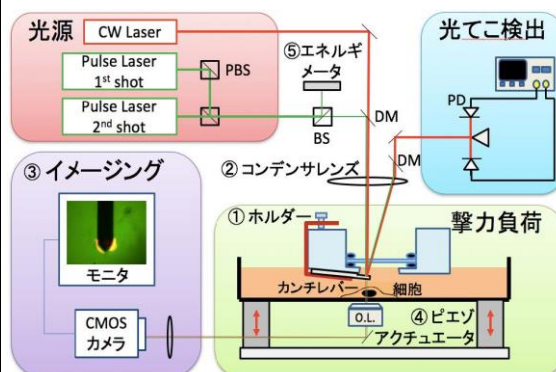 光源
CW Laser
Pulse Laser
1st shot
PBS
Pulse Laser
2nd shot
⑤エネルギ
メータ
BS
DM
光てこ検出
PD
DM
②コンデンサレンズ
③イメージング
モニタ
CMOS
カメラ
①ホルダー
撃力負荷
カンチレバー
細胞
O.L.
④ピエゾ
アクチュエータ